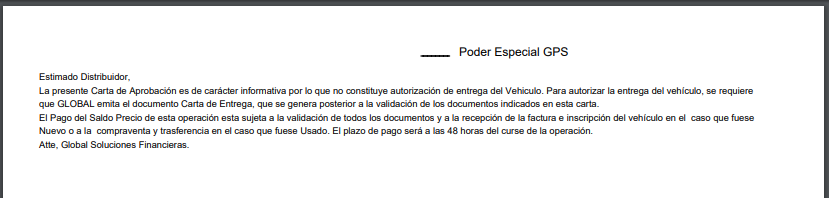 ______ Poder Especial GPS
Estimado Distribuidor,
La presente Carta de Aprobación es de carácter informativa por lo que no constituye autorización de entrega del Vehiculo. Para autorizar la entrega del vehículo, se requiere
que GLOBAL emita el documento Carta de Entrega, que se genera posterior a la validación de los documentos indicados en esta carta.
El Pago del Saldo Precio de esta operación esta sujeta a la validación de todos los documentos y a la recepción de la factura e inscripción del vehículo en el caso que fuese
Nuevo o a la compraventa y trasferencia en el caso que fuese Usado. El plazo de pago será a las 48 horas del curse de la operación.
Atte, Global Soluciones Financieras.